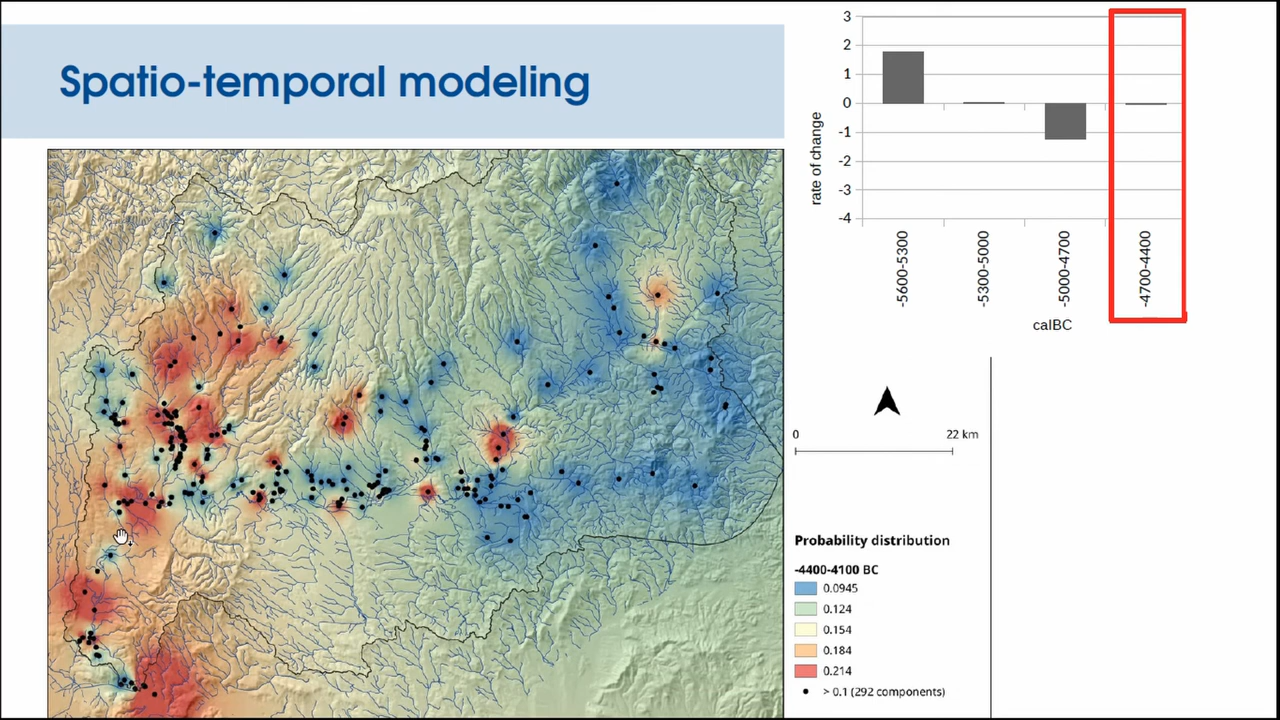 Spatio-temporal modeling
3
2
1
0
-1
-2
-3
-4
rate of change
-5600-5300
-5300-5000
-5000-4700
-4700-4400
calBC
0 22 km
Probability distribution
-4400-4100 BC
0.0945
0.124
0.154
0.184
0.214
> 0.1 (292 components)